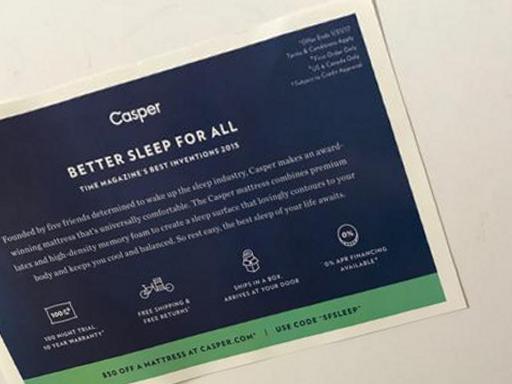 *Offer Ends 1/31/17
Terms & Conditions Apply
*First Order Only
*US & Canada Only
*Subject to Credit Approval
Casper
BETTER SLEEP FOR ALL
TIME MAGAZINE'S BEST INVENTIONS 2015
Founded by five friends determined to wake up the sleep industry, Casper makes an award-
winning mattress that's universally comfortable. The Casper mattress combines premium
latex and high-density memory foam to create a sleep surface that lovingly contours to your
body and keeps you cool and balanced. So rest easy, the best sleep of your life awaits.
100
100 NIGHT TRIAL
10 YEAR WARRANTY*
FREE SHIPPING &
FREE RETURNS*
SHIPS IN A BOX,
ARRIVES AT YOUR DOOR
0%
0% APR FINANCING
AVAILABLE*
$50 OFF A MATTRESS AT CASPER.COM* | USE CODE "SFSLEEP"